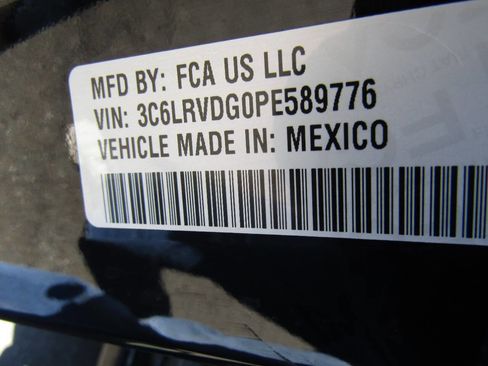 MFD BY: FCA US LLC
VIN: 3C6LRVDG0PE589776
VEHICLE MADE IN: MEXICO